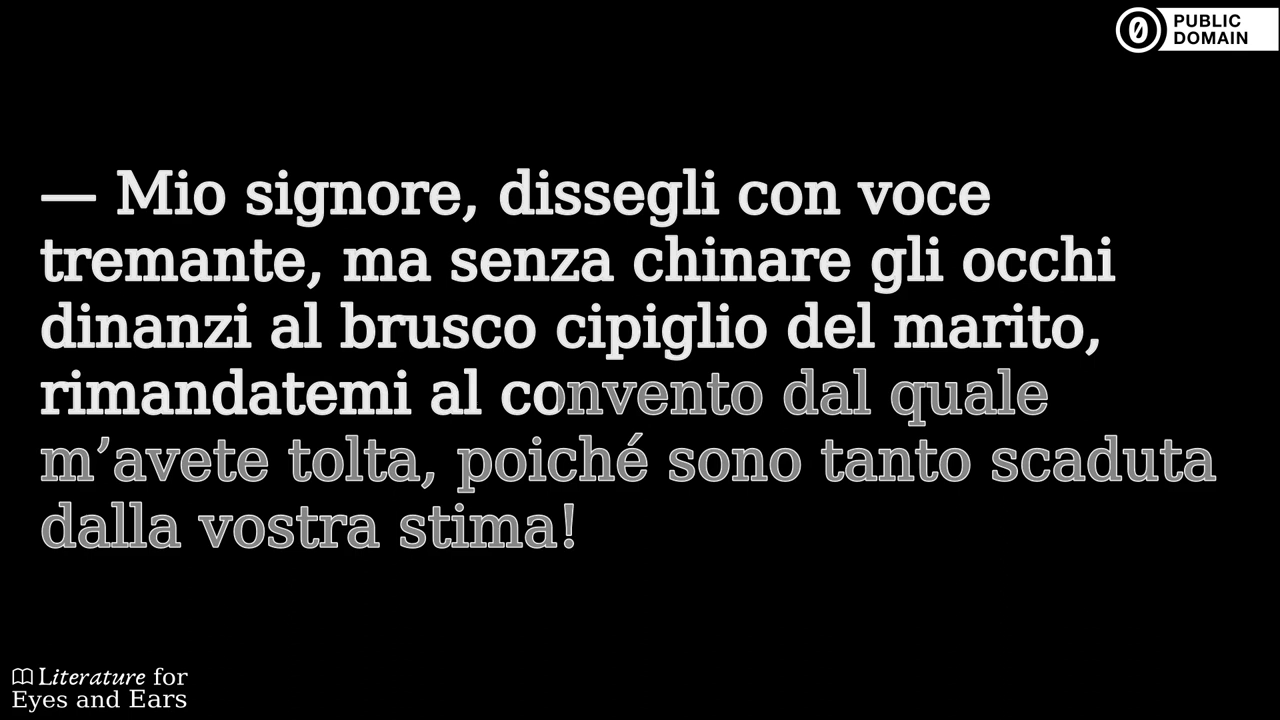 PUBLIC
DOMAIN
— Mio signore, dissegli con voce
tremante, ma senza chinare gli occhi
dinanzi al brusco cipiglio del marito,
rimandatemi al convento dal quale
m’avete tolta, poiché sono tanto scaduta
dalla vostra stima!
Literature for
Eyes and Ears